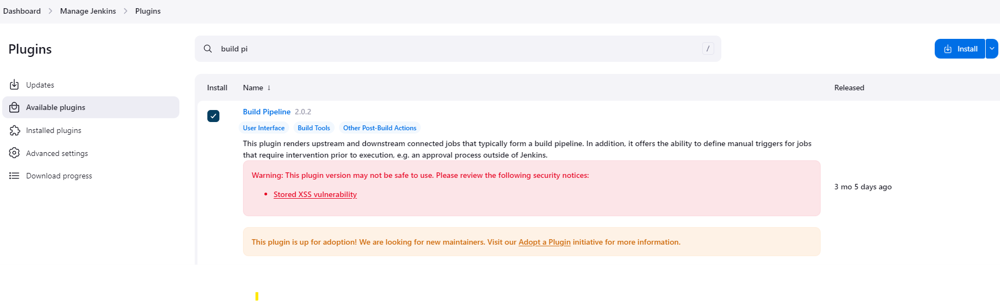 Dashboard > Manage Jenkins > Plugins
Plugins
build pi
/
Install
Updates
Available plugins
Installed plugins
Advanced settings
Download progress
Install Name ↓ Released
Build Pipeline 2.0.2
User Interface Build Tools Other Post-Build Actions
This plugin renders upstream and downstream connected jobs that typically form a build pipeline. In addition, it offers the ability to define manual triggers for jobs
that require intervention prior to execution, e.g. an approval process outside of Jenkins.
Warning: This plugin version may not be safe to use. Please review the following security notices:
• Stored XSS vulnerability
3 mo 5 days ago
This plugin is up for adoption! We are looking for new maintainers. Visit our Adopt a Plugin initiative for more information.